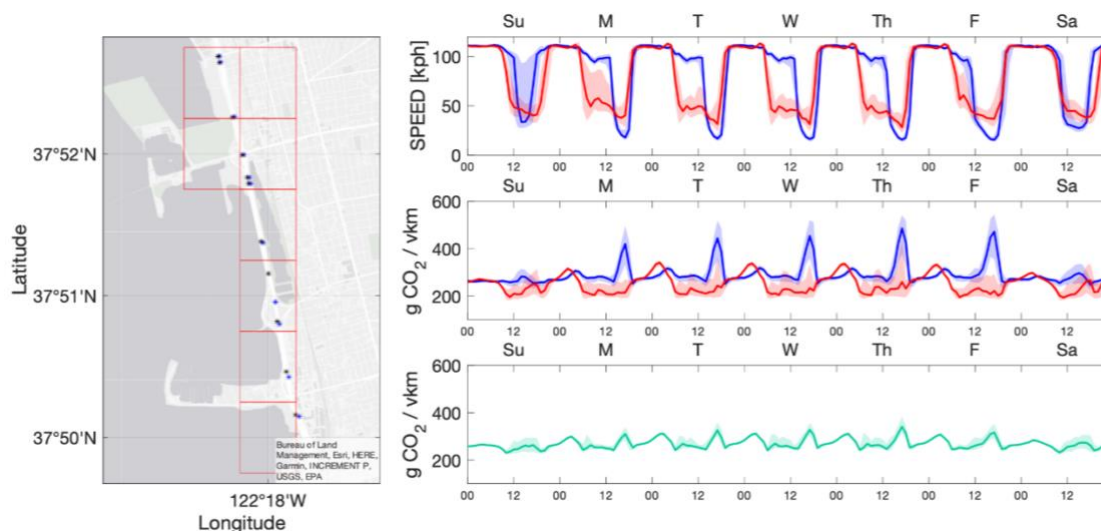 37°52'N
37°51'N
37°50'N
Latitude
Bureau of Land
Management, Esri, HERE,
Garmin, INCREMENT P,
USGS, EPA
122°18'W
Longitude
Su M T W Th F Sa
SPEED [kph]
100
50
0
00 12 00 12 00 12 00 12 00 12 00 12 00 12
Su M T W Th F Sa
g CO2 / vkm
600
400
200
00 12 00 12 00 12 00 12 00 12 00 12 00 12
Su M T W Th F Sa
g CO2 / vkm
600
400
200
00 12 00 12 00 12 00 12 00 12 00 12 00 12